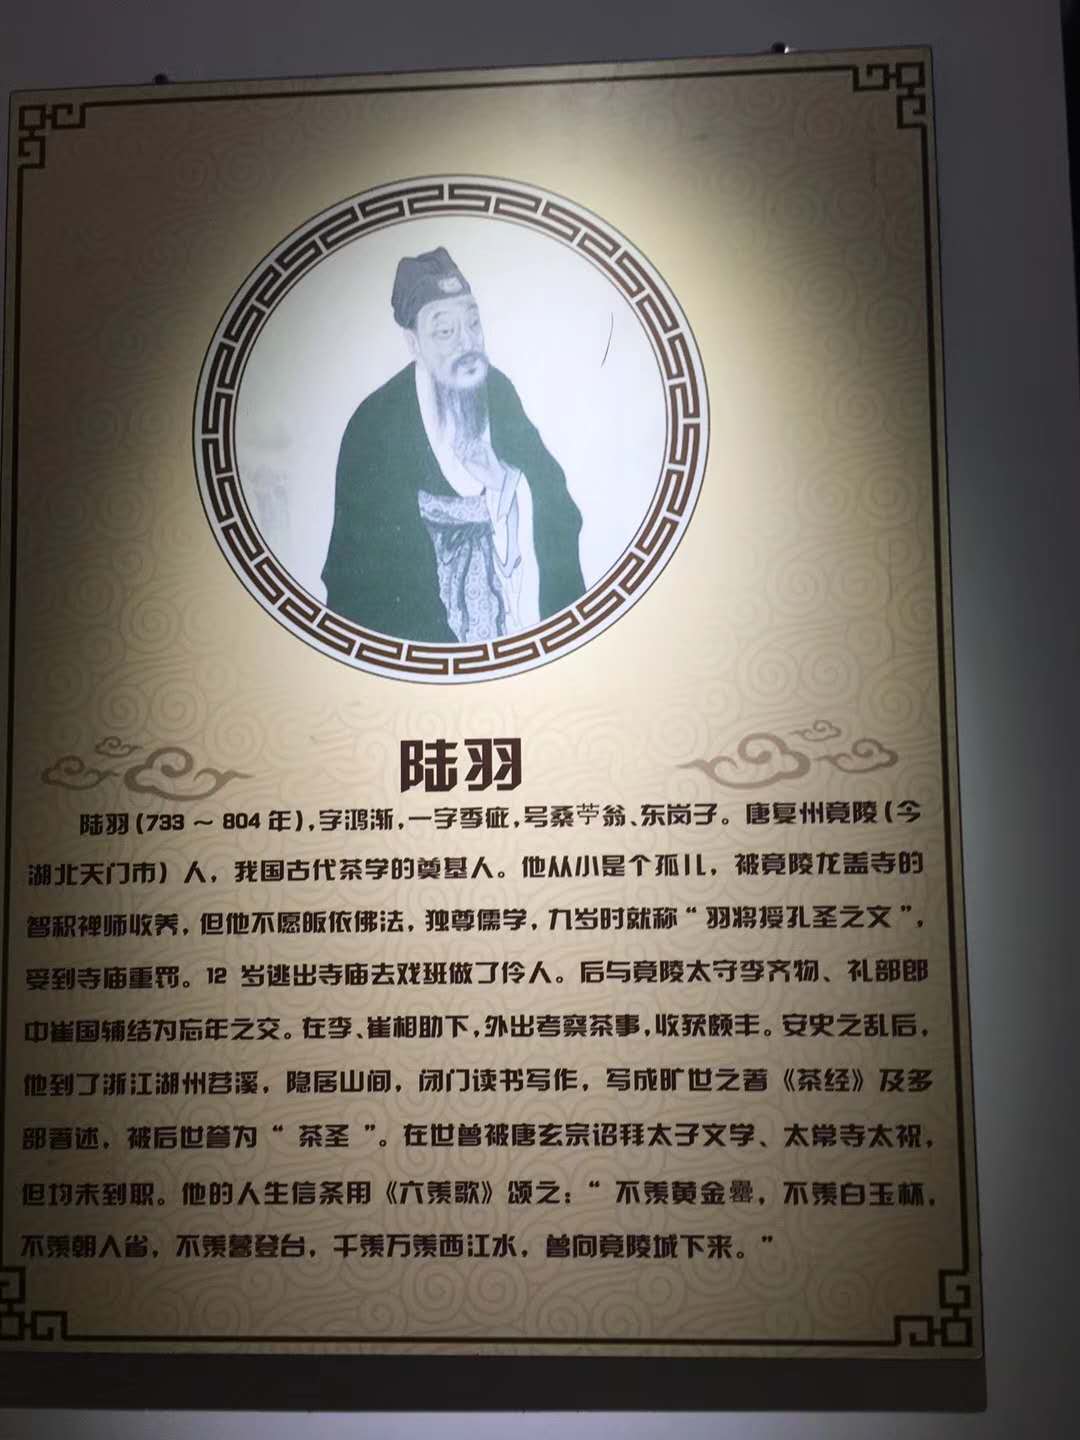 陆羽
陆羽(733～804年),字鸿渐,一字季疵,号桑苎翁、东岗子。唐复州竟陵(今
湖北天门市)人，我国古代茶学的奠基人。他从小是个孤儿，被竟陵龙盖寺的
智积禅师收养，但他不愿皈依佛法，独尊儒学，九岁时就称“羽将授孔圣之文”，
受到寺庙重罚。12 岁逃出寺庙去戏班做了伶人。后与竟陵太守李齐物、礼部郎
中崔国辅结为忘年之交。在李、崔相助下，外出考察茶事，收获颇丰。安史之乱后，
他到了浙江湖州苕溪，隐居山间，闭门读书写作，写成旷世之著《茶经》及多
部著述，被后世誉为“茶圣”。在世曾被唐玄宗诏拜太子文学、太常寺太祝，
但均未到职。他的人生信条用《六羡歌》颂之：“不羡黄金罍，不羡白玉杯，
不羡朝入省，不羡暮登台，千羡万羡西江水，曾向竟陵城下来。”